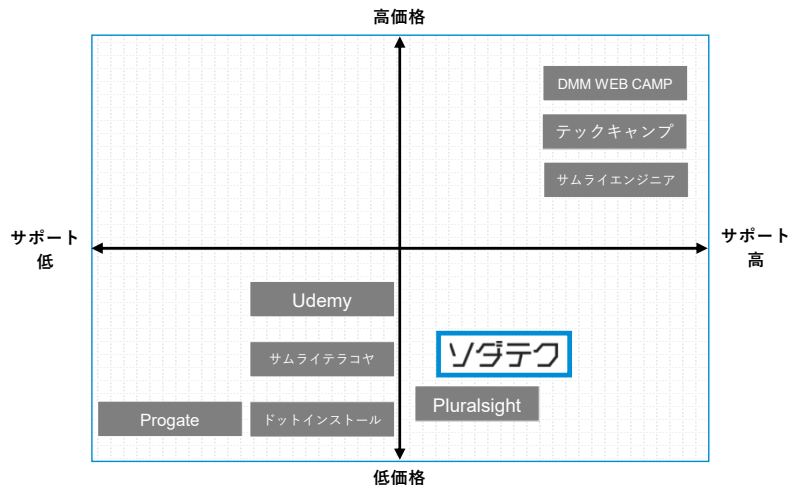 高価格
DMM WEB CAMP
テックキャンプ
サムライエンジニア
サポート
低
サポート
高
Udemy
サムライテラコヤ
ソダテク
Pluralsight
Progate
ドットインストール
低価格